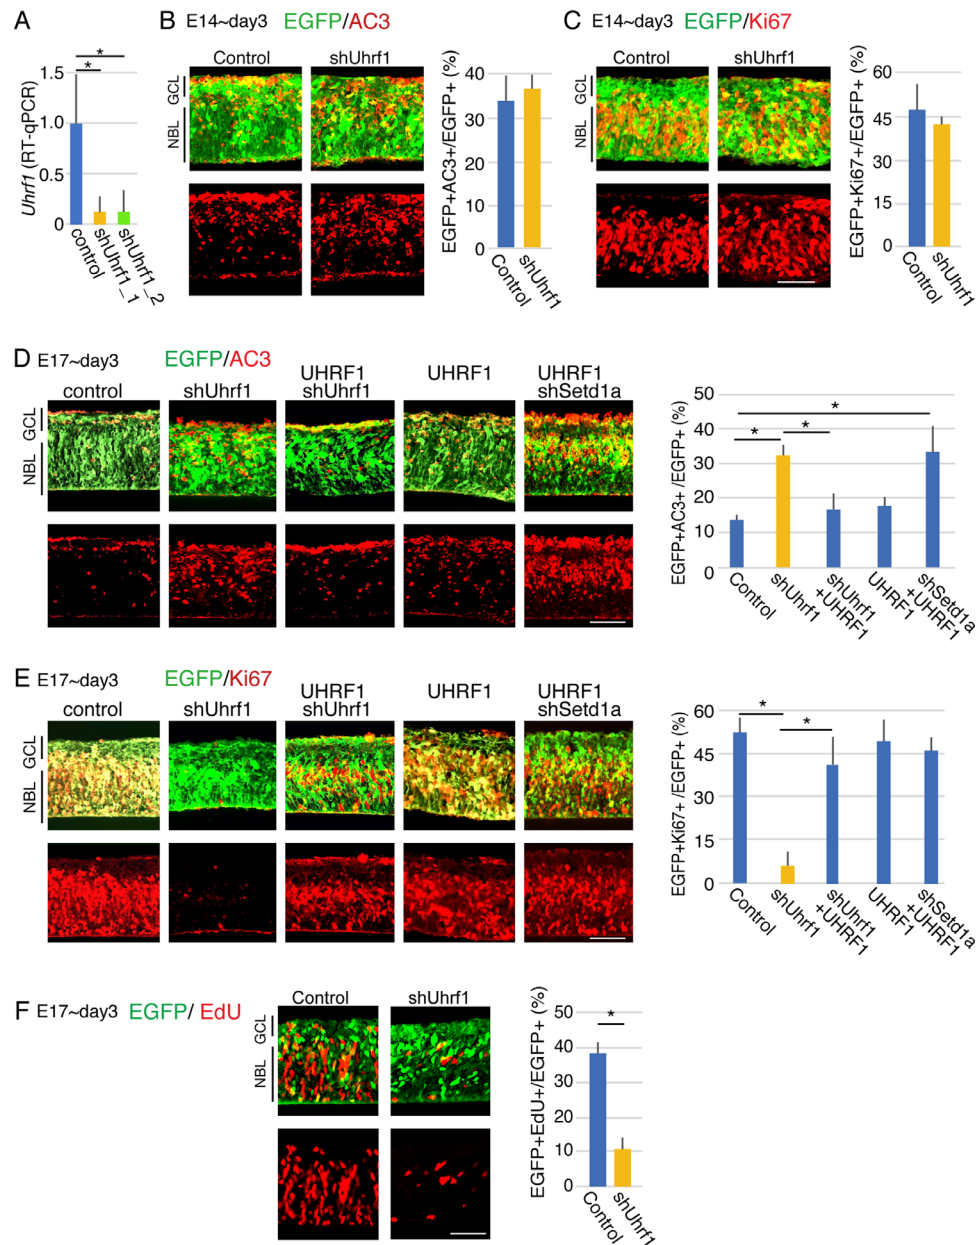 A
Uhrf1 (RT-qPCR)
1.5
1.0
0.5
0
*
*
control
shUhrf1_1
shUhrf1_2
B E14~day3 EGFP/AC3
Control shUhrf1
GCL
NBL
EGFP+AC3+/EGFP+ (%)
40
30
20
10
0
Control
shUhrf1
C E14~day3 EGFP/Ki67
Control shUhrf1
GCL
NBL
EGFP+Ki67+/EGFP+ (%)
60
45
30
15
0
Control
shUhrf1
D E17~day3 EGFP/AC3
control
shUhrf1
UHRF1
shUhrf1
UHRF1
UHRF1
shSetd1a
GCL
NBL
EGFP+AC3+ /EGFP+ (%)
50
40
30
20
10
0
*
*
*
Control
shUhrf1
shUhrf1
+UHRF1
UHRF1
shSetd1a
+UHRF1
E E17~day3 EGFP/Ki67
control
shUhrf1
UHRF1
shUhrf1
UHRF1
UHRF1
shSetd1a
GCL
NBL
EGFP+Ki67+ /EGFP+ (%)
60
45
30
15
0
*
*
Control
shUhrf1
shUhrf1
+UHRF1
UHRF1
shSetd1a
+UHRF1
F E17~day3 EGFP/ EdU
Control shUhrf1
GCL
NBL
EGFP+EdU+/EGFP+ (%)
50
40
30
20
10
0
*
Control
shUhrf1